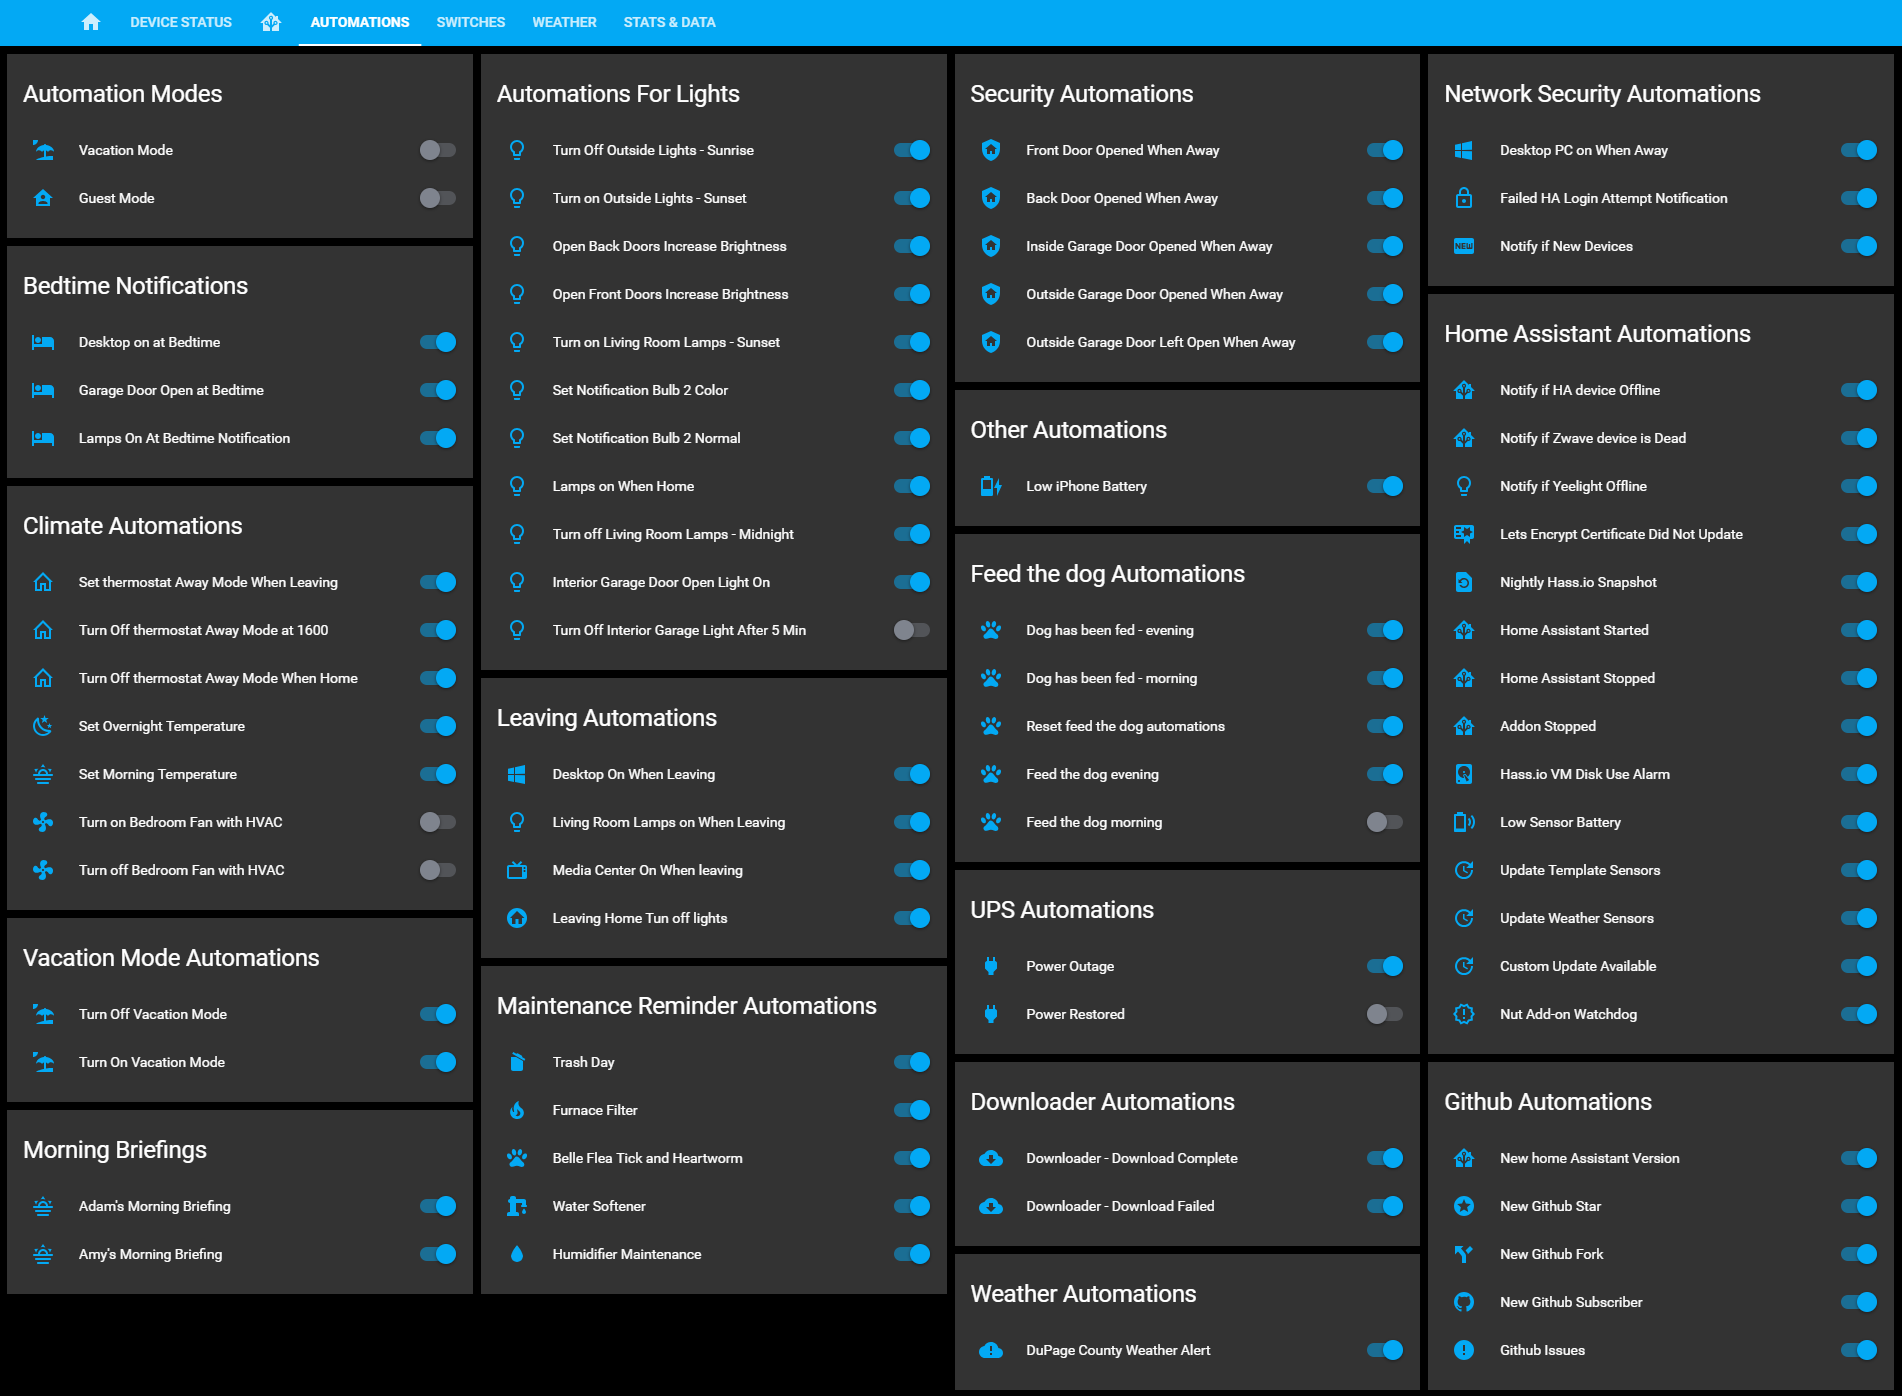 DEVICE STATUS
AUTOMATIONS
SWITCHES
WEATHER
STATS & DATA
Automation Modes
Vacation Mode
Guest Mode
Bedtime Notifications
Desktop on at Bedtime
Garage Door Open at Bedtime
Lamps On At Bedtime Notification
Climate Automations
Set thermostat Away Mode When Leaving
Turn Off thermostat Away Mode at 1600
Turn Off thermostat Away Mode When Home
Set Overnight Temperature
Set Morning Temperature
Turn on Bedroom Fan with HVAC
Turn off Bedroom Fan with HVAC
Vacation Mode Automations
Turn Off Vacation Mode
Turn On Vacation Mode
Morning Briefings
Adam's Morning Briefing
Amy's Morning Briefing
Automations For Lights
Turn Off Outside Lights - Sunrise
Turn on Outside Lights - Sunset
Open Back Doors Increase Brightness
Open Front Doors Increase Brightness
Turn on Living Room Lamps - Sunset
Set Notification Bulb 2 Color
Set Notification Bulb 2 Normal
Lamps on When Home
Turn off Living Room Lamps - Midnight
Interior Garage Door Open Light On
Turn Off Interior Garage Light After 5 Min
Leaving Automations
Desktop On When Leaving
Living Room Lamps on When Leaving
Media Center On When leaving
Leaving Home Tun off lights
Maintenance Reminder Automations
Trash Day
Furnace Filter
Belle Flea Tick and Heartworm
Water Softener
Humidifier Maintenance
Security Automations
Front Door Opened When Away
Back Door Opened When Away
Inside Garage Door Opened When Away
Outside Garage Door Opened When Away
Outside Garage Door Left Open When Away
Other Automations
Low iPhone Battery
Feed the dog Automations
Dog has been fed - evening
Dog has been fed - morning
Reset feed the dog automations
Feed the dog evening
Feed the dog morning
UPS Automations
Power Outage
Power Restored
Downloader Automations
Downloader - Download Complete
Downloader - Download Failed
Weather Automations
DuPage County Weather Alert
Network Security Automations
Desktop PC on When Away
Failed HA Login Attempt Notification
NEW
Notify if New Devices
Home Assistant Automations
Notify if HA device Offline
Notify if Zwave device is Dead
Notify if Yeelight Offline
Lets Encrypt Certificate Did Not Update
Nightly Hass.io Snapshot
Home Assistant Started
Home Assistant Stopped
Addon Stopped
Hass.io VM Disk Use Alarm
Low Sensor Battery
Update Template Sensors
Update Weather Sensors
Custom Update Available
Nut Add-on Watchdog
Github Automations
New home Assistant Version
New Github Star
New Github Fork
New Github Subscriber
Github Issues